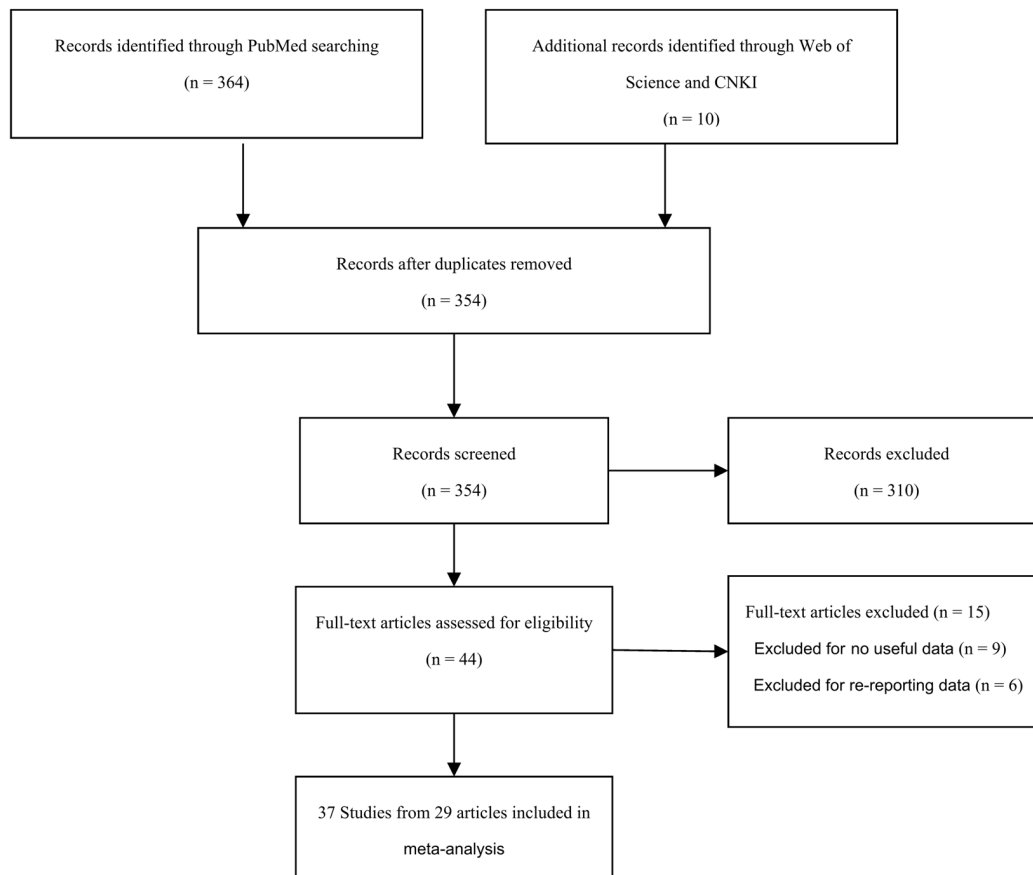 Records identified through PubMed searching
(n = 364)
Additional records identified through Web of
Science and CNKI
(n = 10)
Records after duplicates removed
(n = 354)
Records screened
(n = 354)
Records excluded
(n = 310)
Full-text articles assessed for eligibility
(n = 44)
Full-text articles excluded (n = 15)
Excluded for no useful data (n = 9)
Excluded for re-reporting data (n = 6)
37 Studies from 29 articles included in
meta-analysis